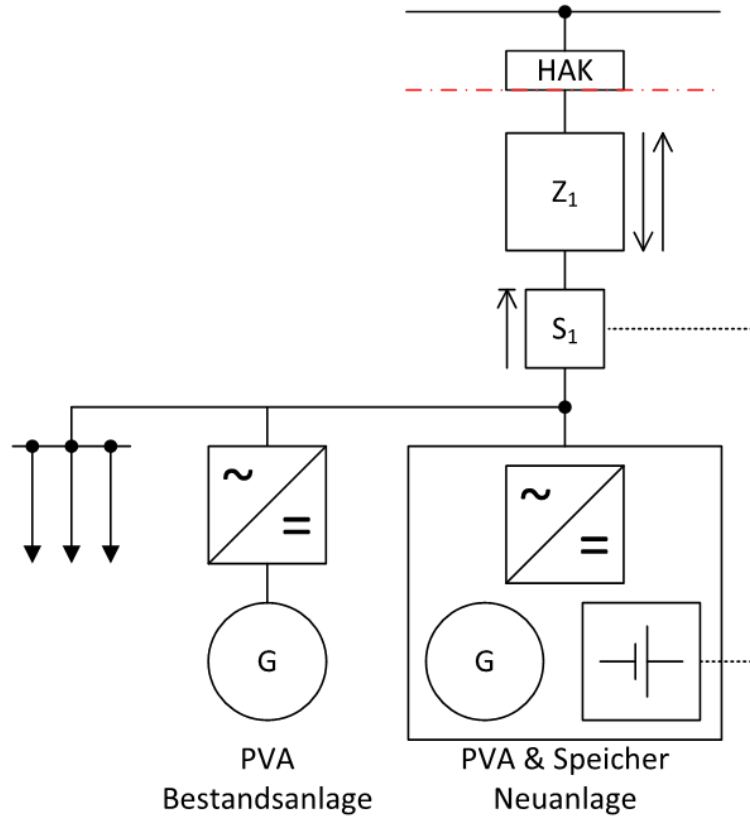 HAK
Z₁
S₁
~
=
~
=
G
G
PVA
Bestandsanlage
PVA & Speicher
Neuanlage